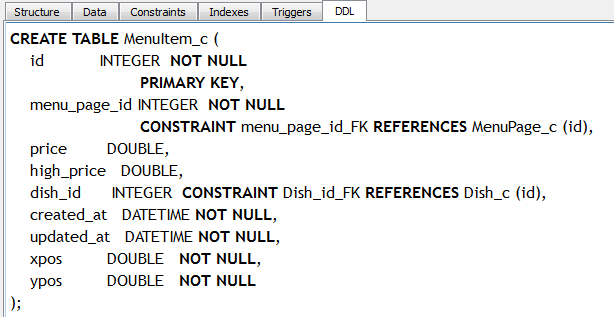 Structure Data Constraints Indexes Triggers DDL
CREATE TABLE MenuItem_c (
id INTEGER NOT NULL
PRIMARY KEY,
menu_page_id INTEGER NOT NULL
CONSTRAINT menu_page_id_FK REFERENCES MenuPage_c (id),
price DOUBLE,
high_price DOUBLE,
dish_id INTEGER CONSTRAINT Dish_id_FK REFERENCES Dish_c (id),
created_at DATETIME NOT NULL,
updated_at DATETIME NOT NULL,
xpos DOUBLE NOT NULL,
ypos DOUBLE NOT NULL
);